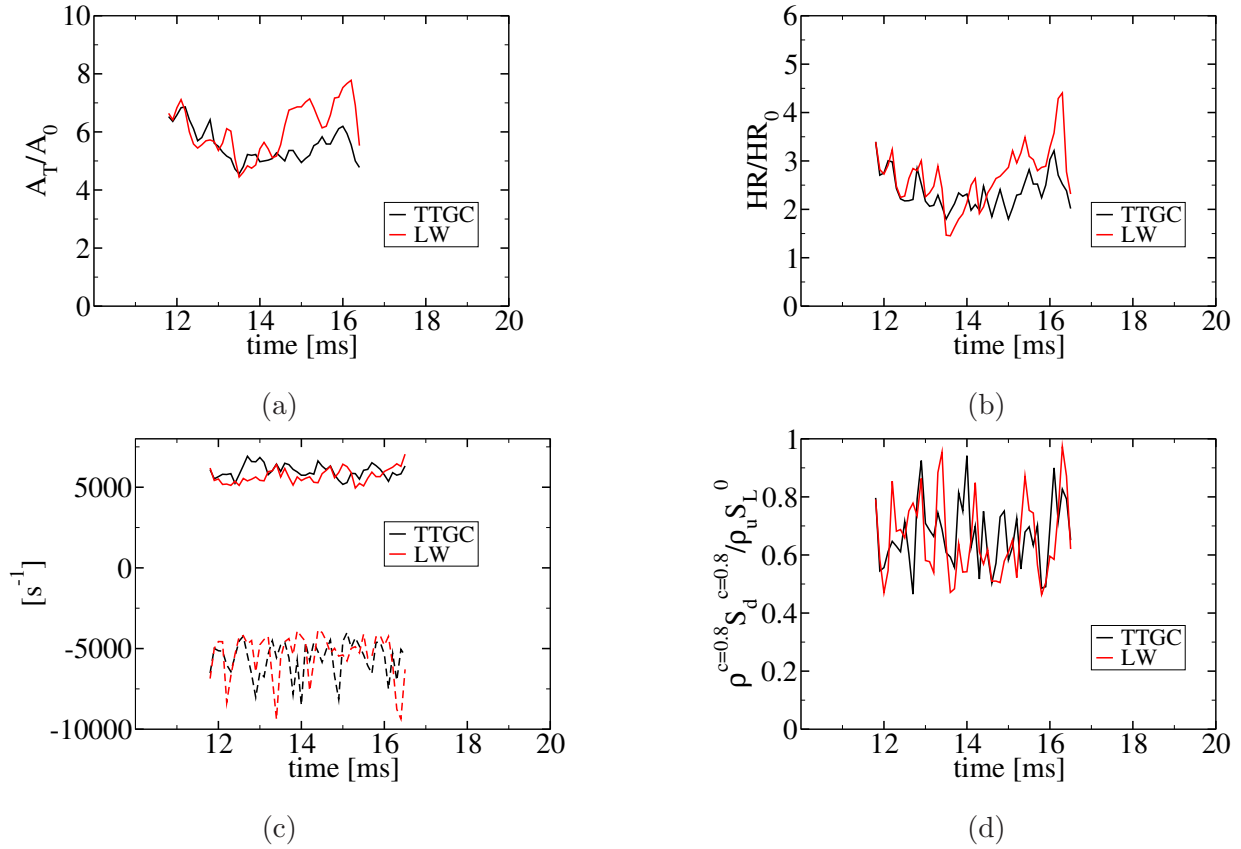 10
8
6
4
2
0
A_T/A_0
TTGC
LW
12 14 16 18 20
time [ms]
(a)
6
5
4
3
2
1
0
HR/HR_0
TTGC
LW
12 14 16 18 20
time [ms]
(b)
5000
0
-5000
-10000
[s^{-1}]
TTGC
LW
12 14 16 18 20
time [ms]
(c)
1
0.8
0.6
0.4
0.2
0
ρ^{c=0.8} S_d^{c=0.8}/ρ_u S_L^0
TTGC
LW
12 14 16 18 20
time [ms]
(d)